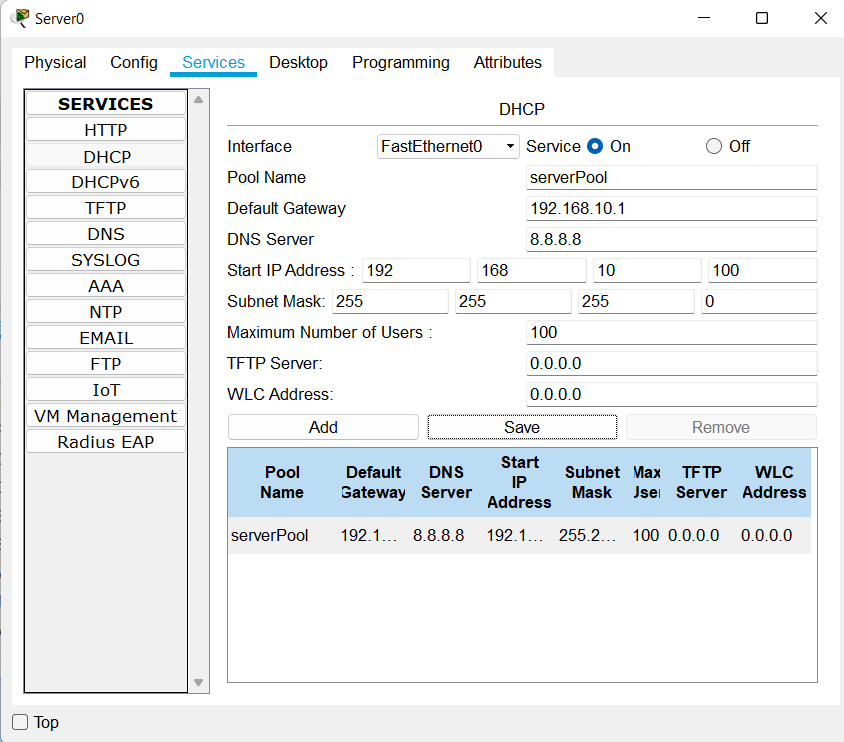 Server0
Physical Config Services Desktop Programming Attributes
SERVICES
HTTP
DHCP
DHCPv6
TFTP
DNS
SYSLOG
AAA
NTP
EMAIL
FTP
IoT
VM Management
Radius EAP
DHCP
Interface FastEthernet0 Service On Off
Pool Name serverPool
Default Gateway 192.168.10.1
DNS Server 8.8.8.8
Start IP Address : 192 168 10 100
Subnet Mask: 255 255 255 0
Maximum Number of Users : 100
TFTP Server: 0.0.0.0
WLC Address: 0.0.0.0
Add Save Remove
Pool Name Default Gateway DNS Server Start IP Address Subnet Mask Max User TFTP Server WLC Address
serverPool 192.1... 8.8.8.8 192.1... 255.2... 100 0.0.0.0 0.0.0.0
Top